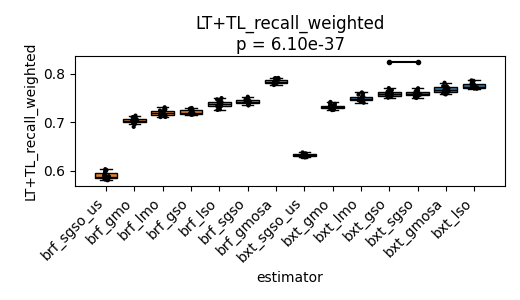 LT+TL_recall_weighted
p = 6.10e-37
LT+TL_recall_weighted
0.8
0.7
0.6
brf_sgso_us
brf_gmo
brf_lmo
brf_gso
brf_lso
brf_sgso
brf_gmosa
bxt_sgso_us
bxt_gmo
bxt_lmo
bxt_gso
bxt_sgso
bxt_gmosa
bxt_lso
estimator